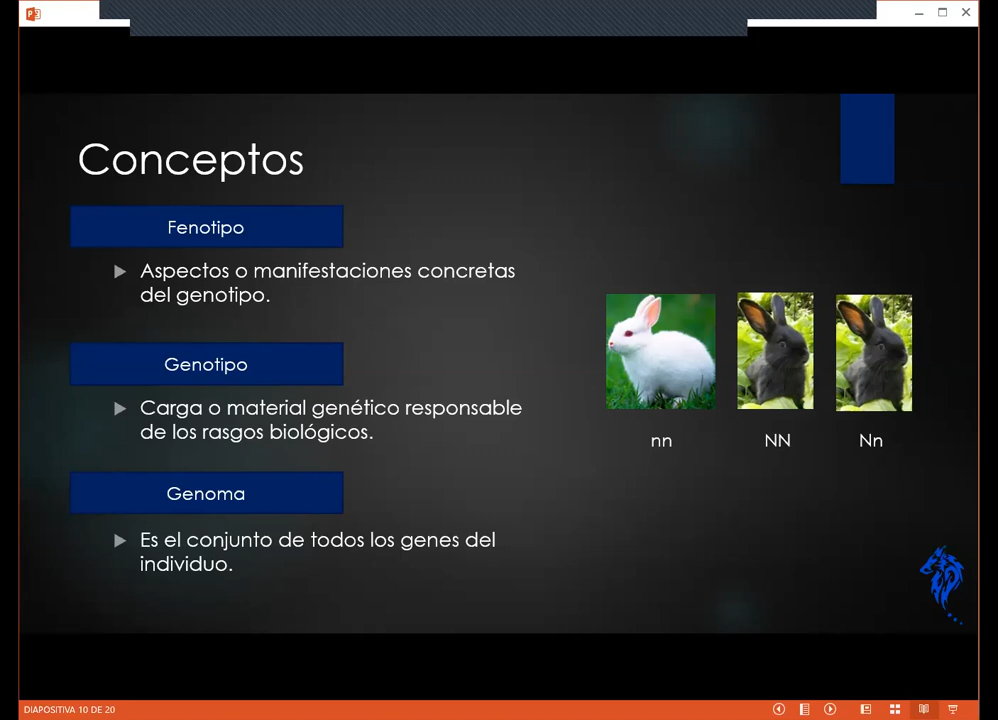 Conceptos
Fenotipo
Aspectos o manifestaciones concretas
del genotipo.
Genotipo
Carga o material genético responsable
de los rasgos biológicos.
Genoma
Es el conjunto de todos los genes del
individuo.
nn
NN
Nn
DIAPOSITIVA 10 DE 20